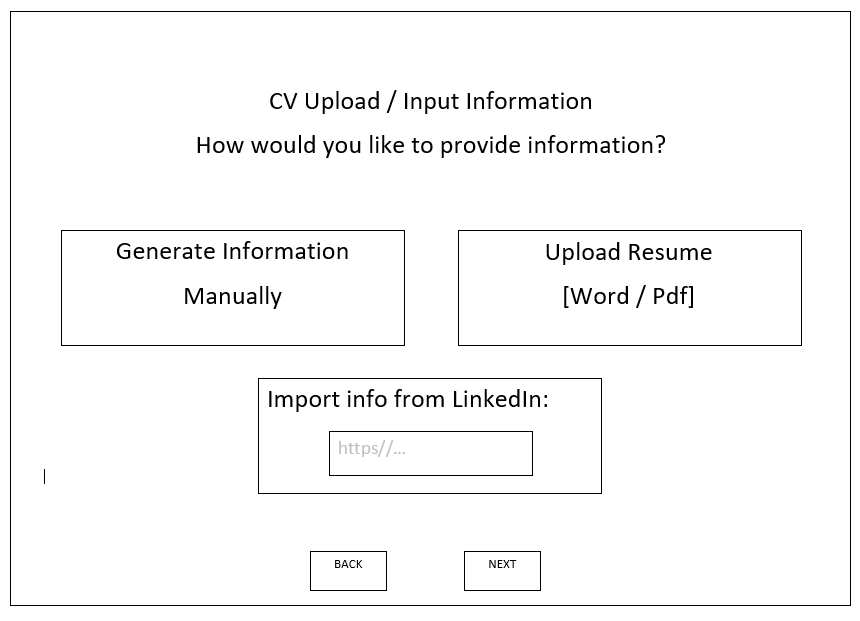 CV Upload / Input Information
How would you like to provide information?
Generate Information
Manually
Upload Resume
[Word / Pdf]
Import info from LinkedIn:
https//...
BACK
NEXT